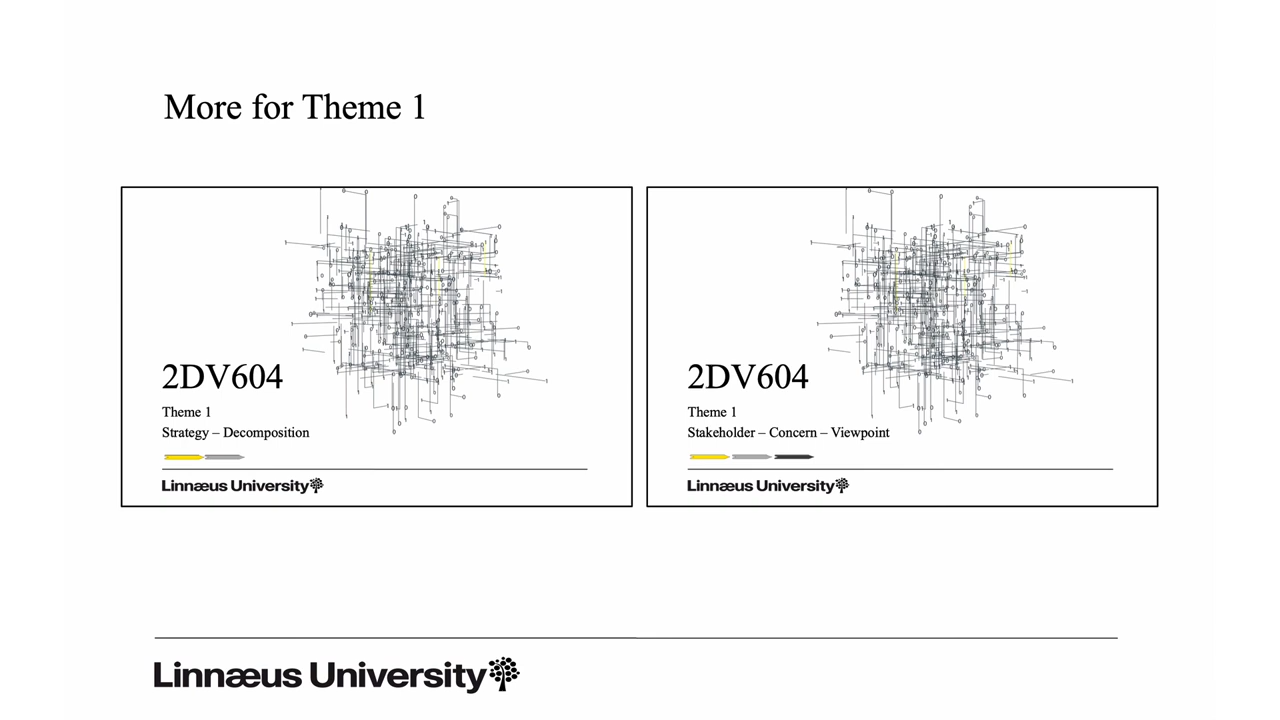 More for Theme 1
2DV604
Theme 1
Strategy – Decomposition
Linnæus University
2DV604
Theme 1
Stakeholder – Concern – Viewpoint
Linnæus University
Linnæus University